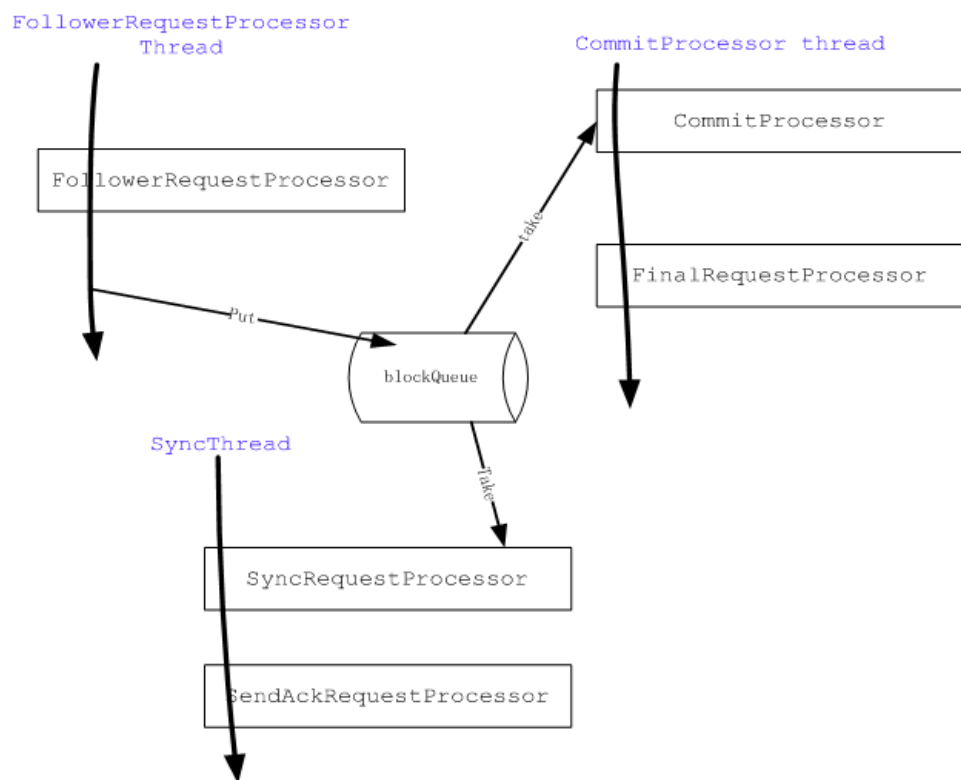 FollowerRequestProcessor
Thread
CommitProcessor thread
CommitProcessor
FollowerRequestProcessor
take
FinalRequestProcessor
Put
blockQueue
SyncThread
Take
SyncRequestProcessor
SendAckRequestProcessor